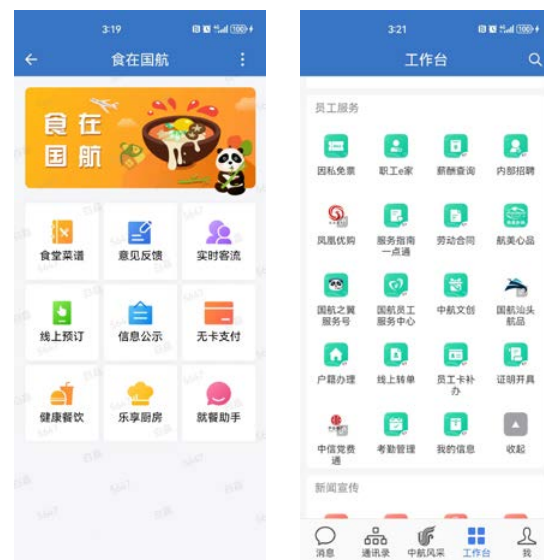 3:19
食在国航
食在
国航
食堂菜谱
意见反馈
实时客流
线上预订
信息公示
无卡支付
健康餐饮
乐享厨房
就餐助手
3:21
工作台
员工服务
因私免票
职工e家
薪酬查询
内部招聘
凤凰优购
服务指南
一点通
劳动合同
航美心品
国航之翼
服务号
国航员工
服务中心
中航文创
国航汕头
航品
户籍办理
线上转单
员工卡补
办
证明开具
中信党费
通
考勤管理
我的信息
收起
新闻宣传
消息
通讯录
中航风采
工作台
我